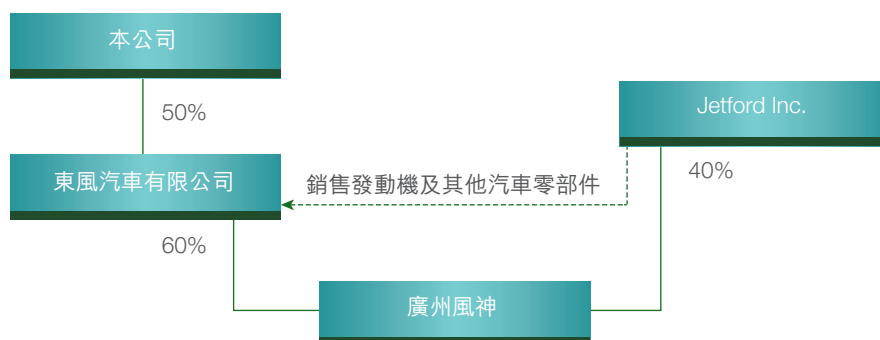 本公司
50%
Jetford Inc.
東風汽車有限公司
銷售發動機及其他汽車零部件
40%
60%
廣州風神